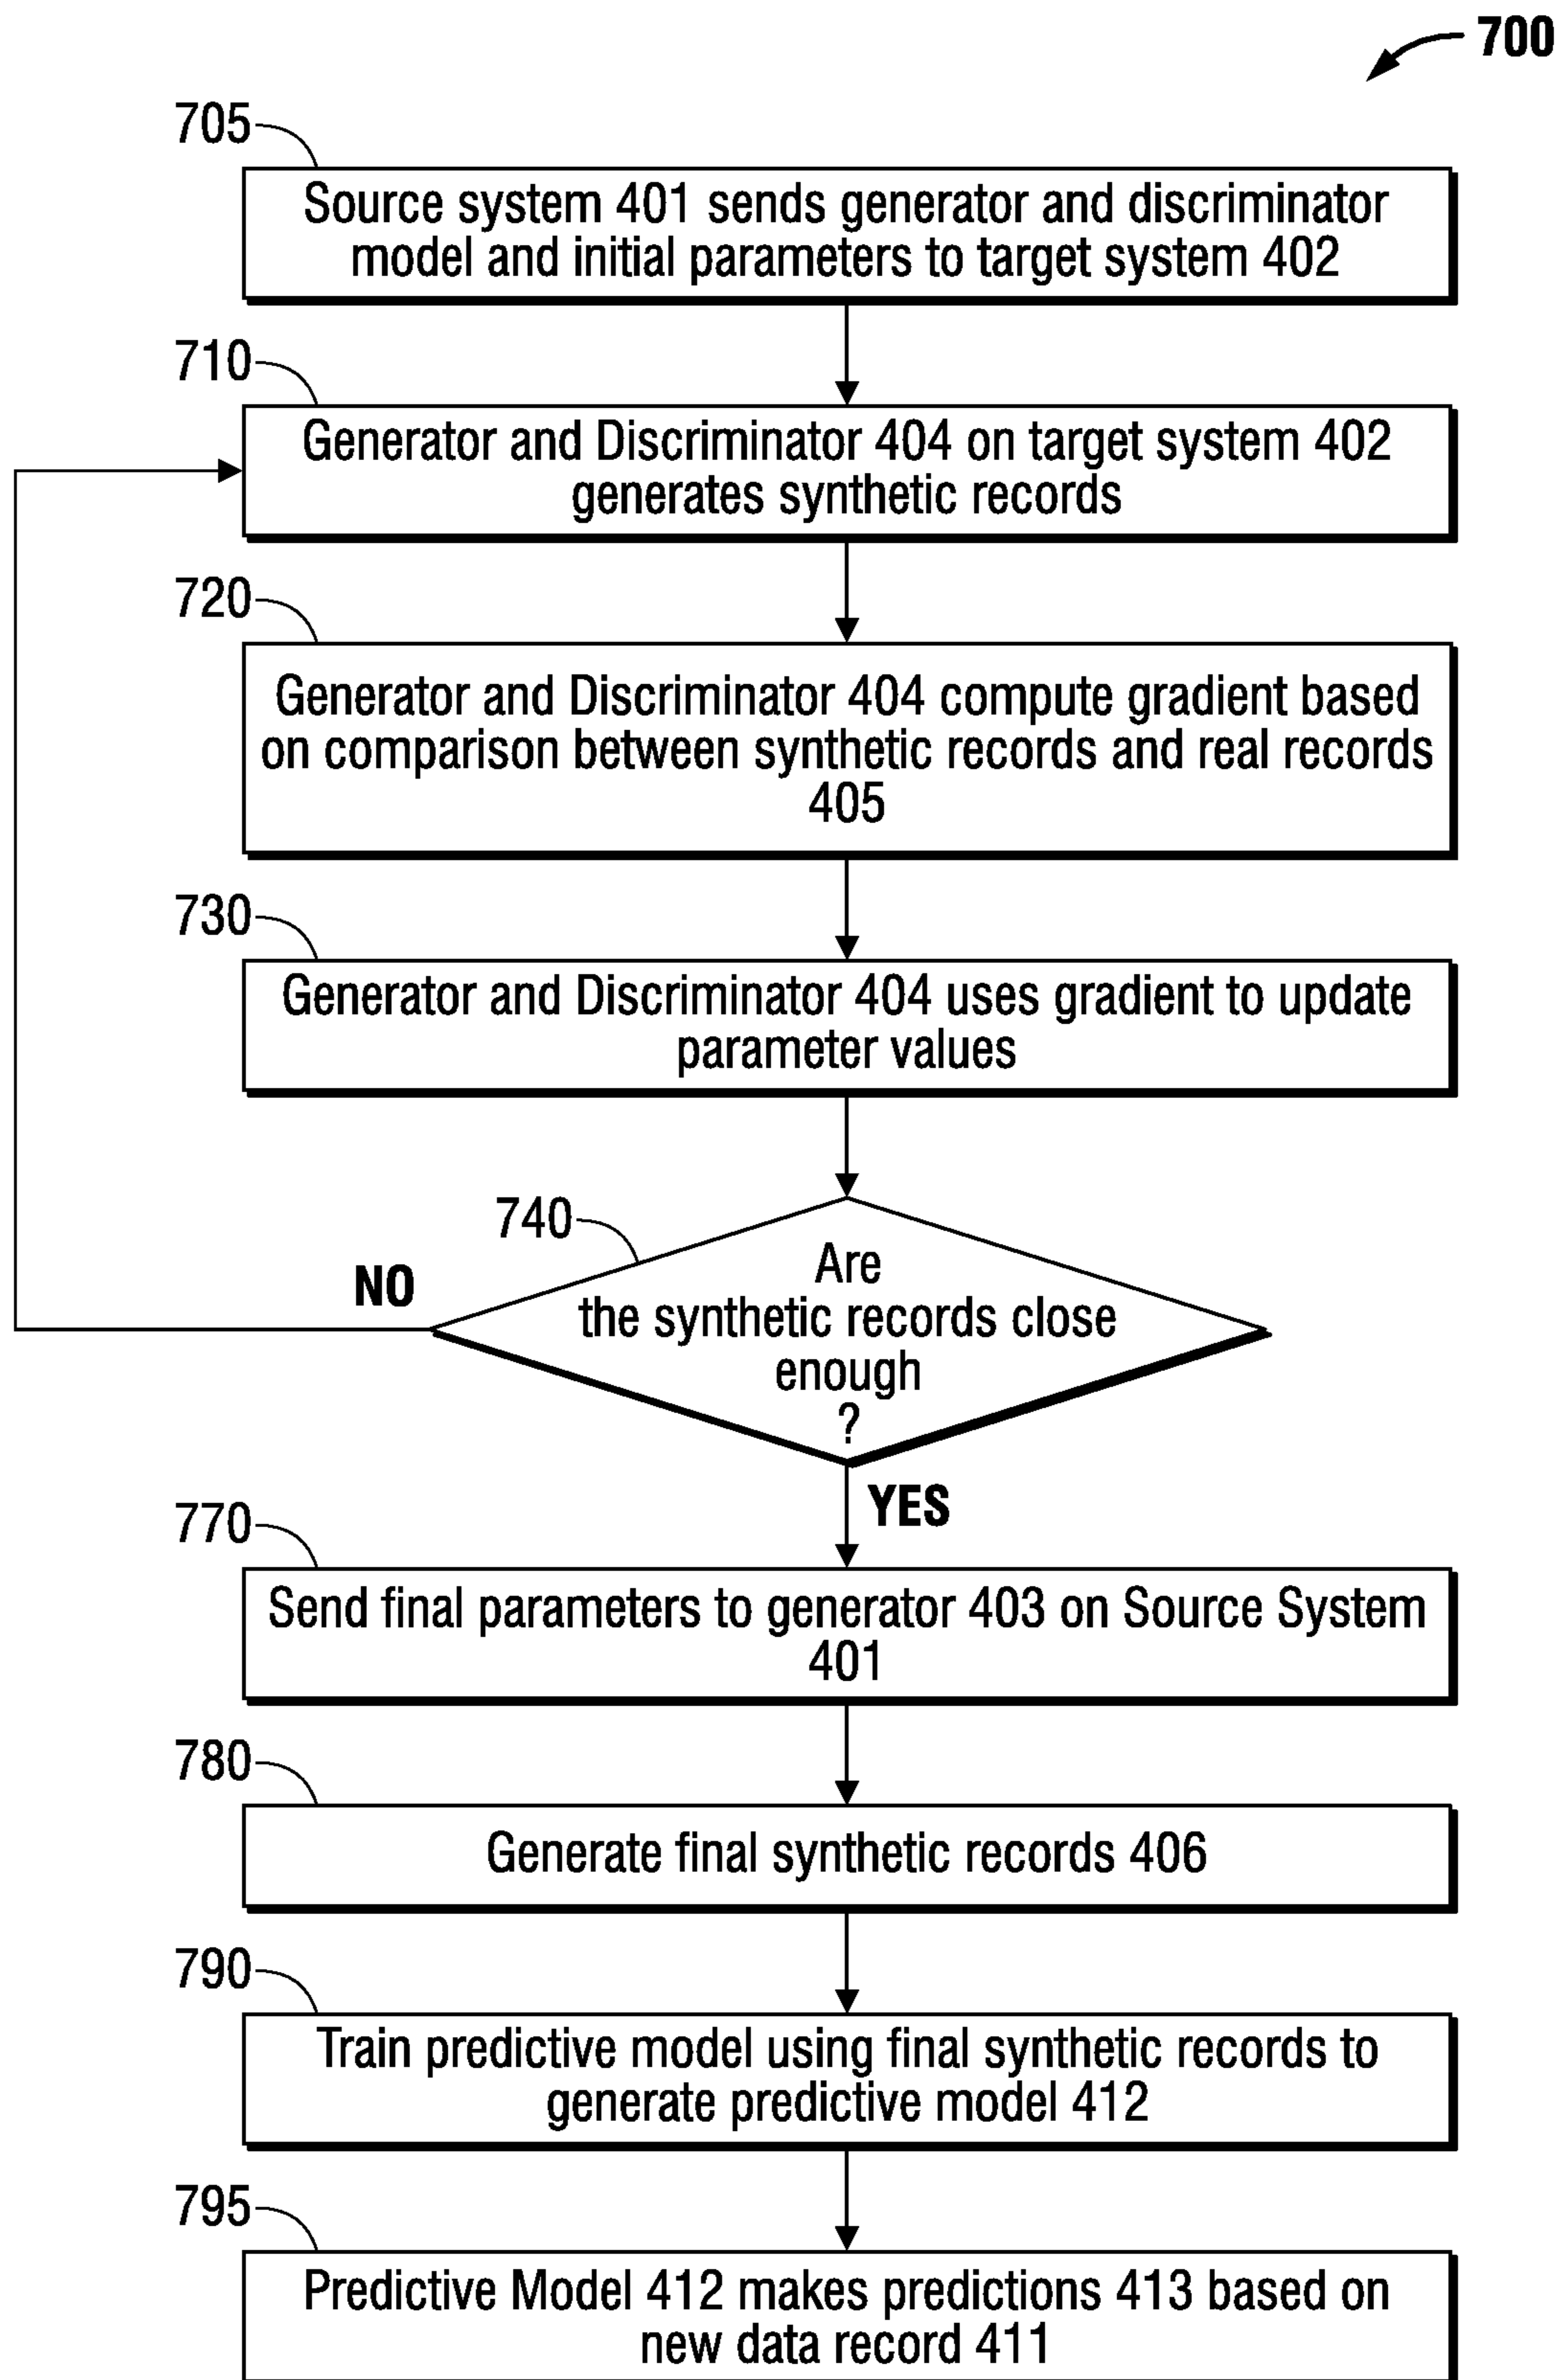 700
705
Source system 401 sends generator and discriminator
model and initial parameters to target system 402
710
Generator and Discriminator 404 on target system 402
generates synthetic records
720
Generator and Discriminator 404 compute gradient based
on comparison between synthetic records and real records
405
730
Generator and Discriminator 404 uses gradient to update
parameter values
740
NO
Are
the synthetic records close
enough
?
YES
770
Send final parameters to generator 403 on Source System
401
780
Generate final synthetic records 406
790
Train predictive model using final synthetic records to
generate predictive model 412
795
Predictive Model 412 makes predictions 413 based on
new data record 411